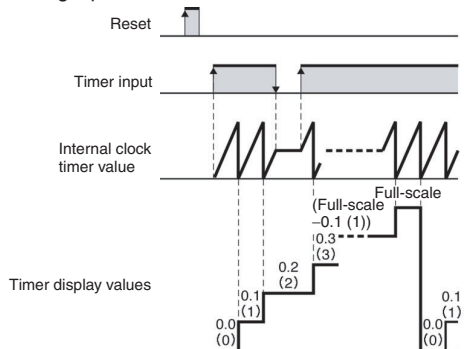 Reset
Timer input
Internal clock
timer value
Full-scale
(Full-scale
–0.1 (1))
0.3
(3)
0.2
(2)
Timer display values
0.1
(1)
0.1
(1)
0.0
(0)
0.0
(0)